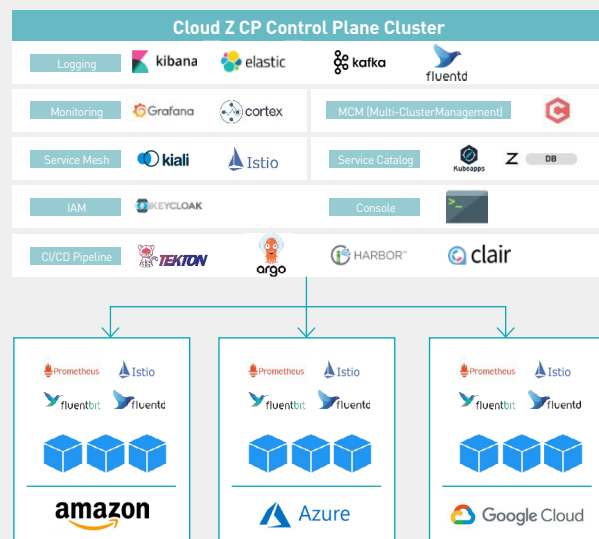 Cloud Z CP Control Plane Cluster
Logging kibana elastic kafka fluentd
Monitoring Grafana cortex MCM (Multi-ClusterManagement) C
Service Mesh kiali Istio Service Catalog Kubeapps Z DB
IAM KEYCLOAK Console >_
CI/CD Pipeline TEKTON argo HARBOR™ clair
Prometheus Istio
fluentbit fluentd
amazon
Prometheus Istio
fluentbit fluentd
Azure
Prometheus Istio
fluentbit fluentd
Google Cloud